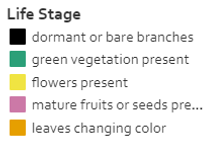 Life Stage
dormant or bare branches
green vegetation present
flowers present
mature fruits or seeds pre...
leaves changing color